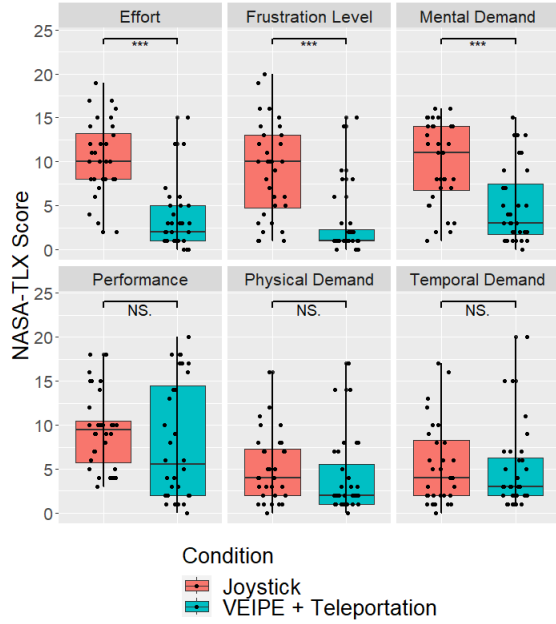 Effort Frustration Level Mental Demand
25
20
15
10
5
0
*** *** ***
Performance Physical Demand Temporal Demand
25
20
15
10
5
0
NS. NS. NS.
NASA-TLX Score
Condition
Joystick
VEIPE + Teleportation